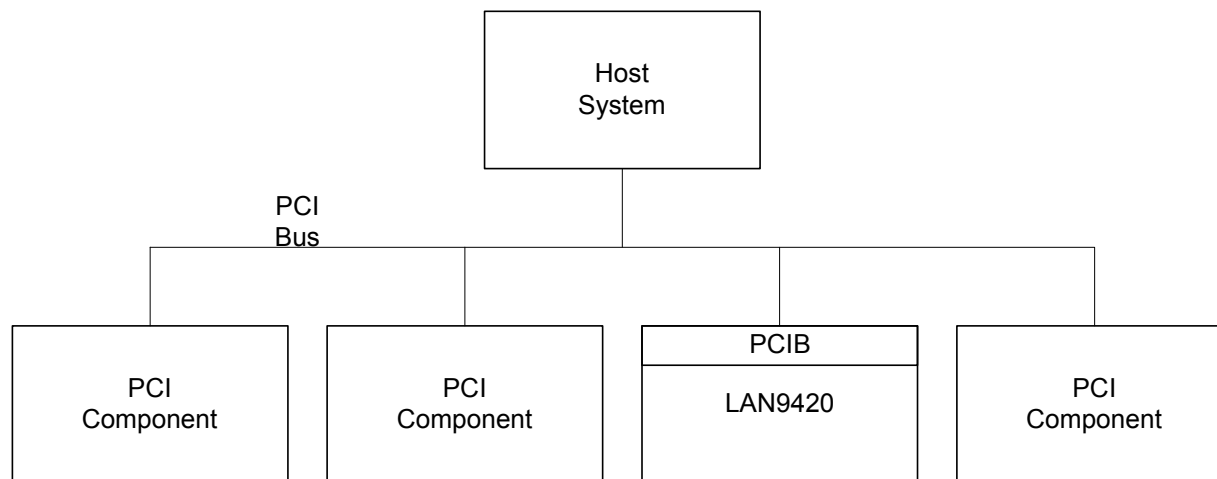 Host
System
PCI
Bus
PCI
Component
PCI
Component
PCIB
LAN9420
PCI
Component